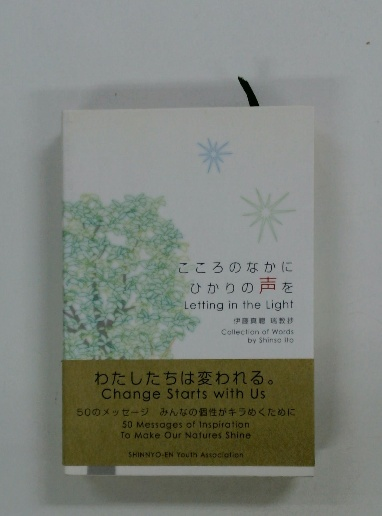 こころのなかに
ひかりの声を
Letting in the Light
伊藤真聰
Collection of Words
by Shinso Ito
わたしたちは変われる。
Change Starts with Us
50のメッセージ みんなの個性がキラめくために
50 Messages of Inspiration
To Make Our Natures Shine
SHINNYO-EN Youth Association